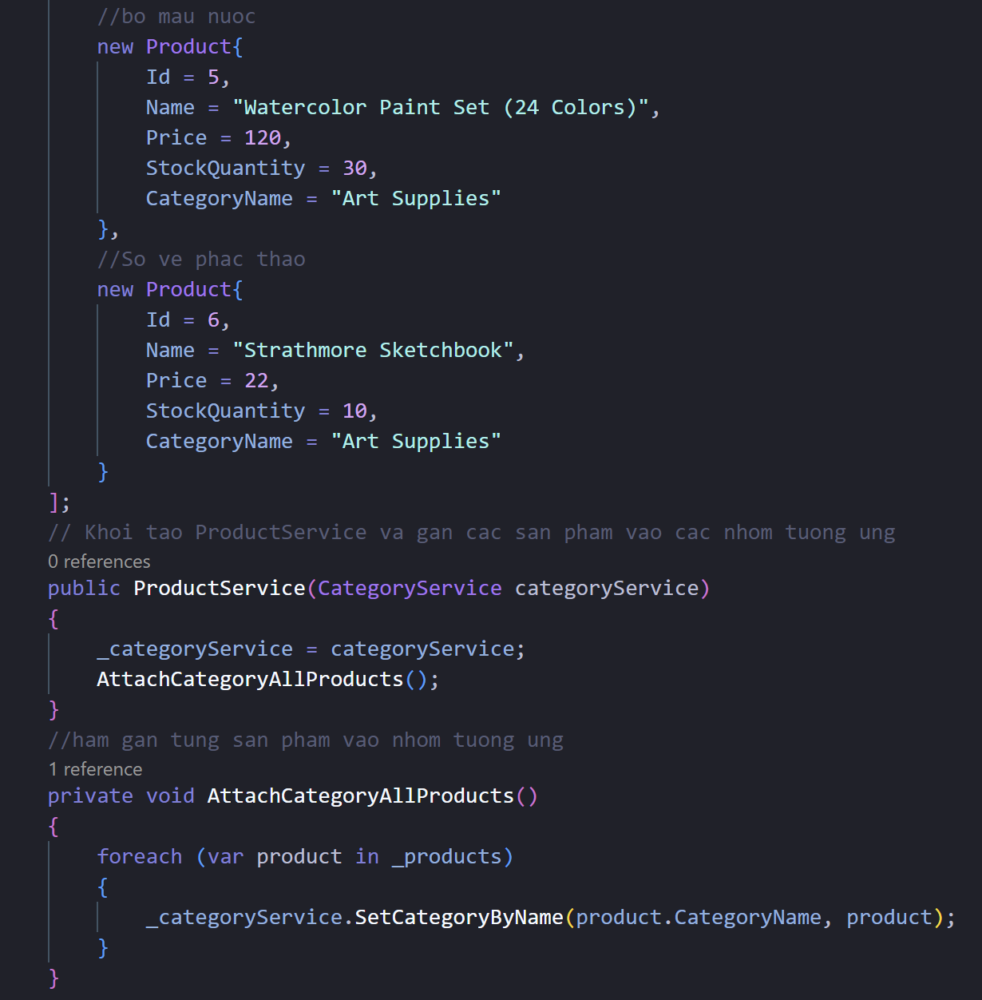 //bo mau nuoc
new Product{
Id = 5,
Name = "Watercolor Paint Set (24 Colors)",
Price = 120,
StockQuantity = 30,
CategoryName = "Art Supplies"
},
//So ve phac thao
new Product{
Id = 6,
Name = "Strathmore Sketchbook",
Price = 22,
StockQuantity = 10,
CategoryName = "Art Supplies"
}
];
// Khoi tao ProductService va gan cac san pham vao cac nhom tuong ung
0 references
public ProductService(CategoryService categoryService)
{
_categoryService = categoryService;
AttachCategoryAllProducts();
}
//ham gan tung san pham vao nhom tuong ung
1 reference
private void AttachCategoryAllProducts()
{
foreach (var product in _products)
{
_categoryService.SetCategoryByName(product.CategoryName, product);
}
}